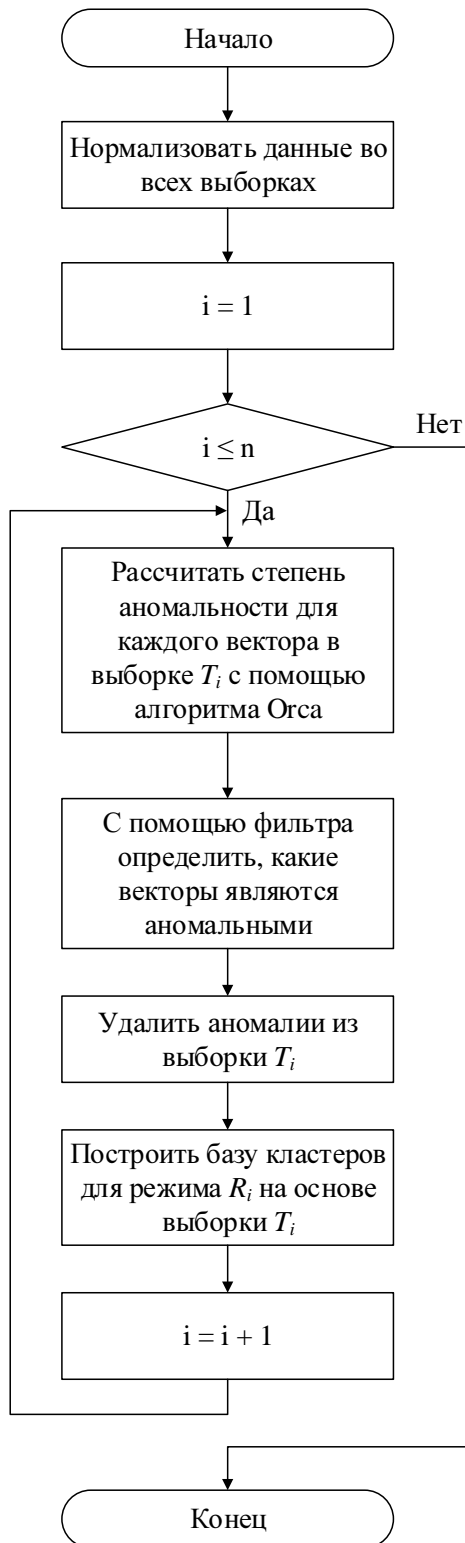 Начало
Нормализовать данные во
всех выборках
i = 1
i ≤ n
Нет
Да
Рассчитать степень
аномальности для
каждого вектора в
выборке Ti с помощью
алгоритма Orca
С помощью фильтра
определить, какие
векторы являются
аномальными
Удалить аномалии из
выборки Ti
Построить базу кластеров
для режима Ri на основе
выборки Ti
i = i + 1
Конец